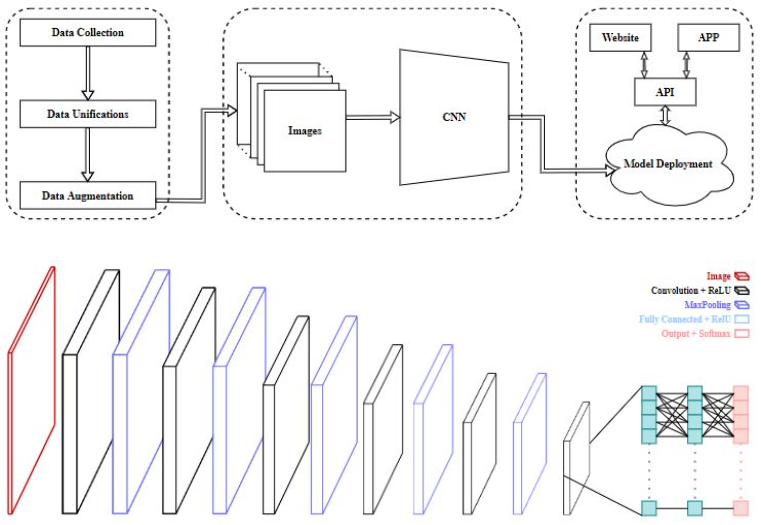 Data Collection
Data Unifications
Data Augmentation
Images
CNN
Website
APP
API
Model Deployment
Image
Convolution + ReLU
MaxPooling
Fully Connected + RelU
Output + Softmax